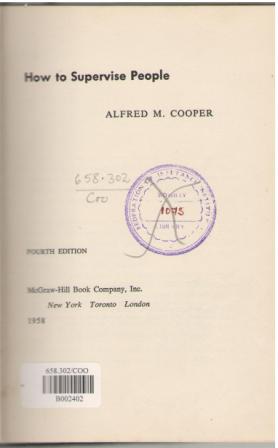 How to Supervise People
ALFRED M. COOPER
658.302
Coo
1075
FOURTH EDITION
McGraw-Hill Book Company, Inc.
New York Toronto London
1958
658.302/COO
B002402